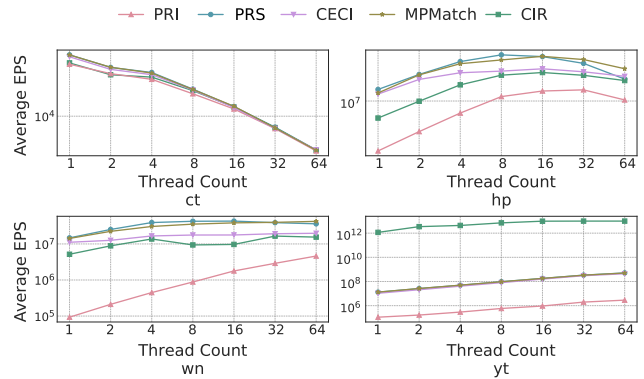 PRI PRS CECI MPMatch CIR
Average EPS
10^4
1 2 4 8 16 32 64
Thread Count
ct
10^7
1 2 4 8 16 32 64
Thread Count
hp
Average EPS
10^7
10^6
10^5
1 2 4 8 16 32 64
Thread Count
wn
10^12
10^8
10^6
1 2 4 8 16 32 64
Thread Count
yt